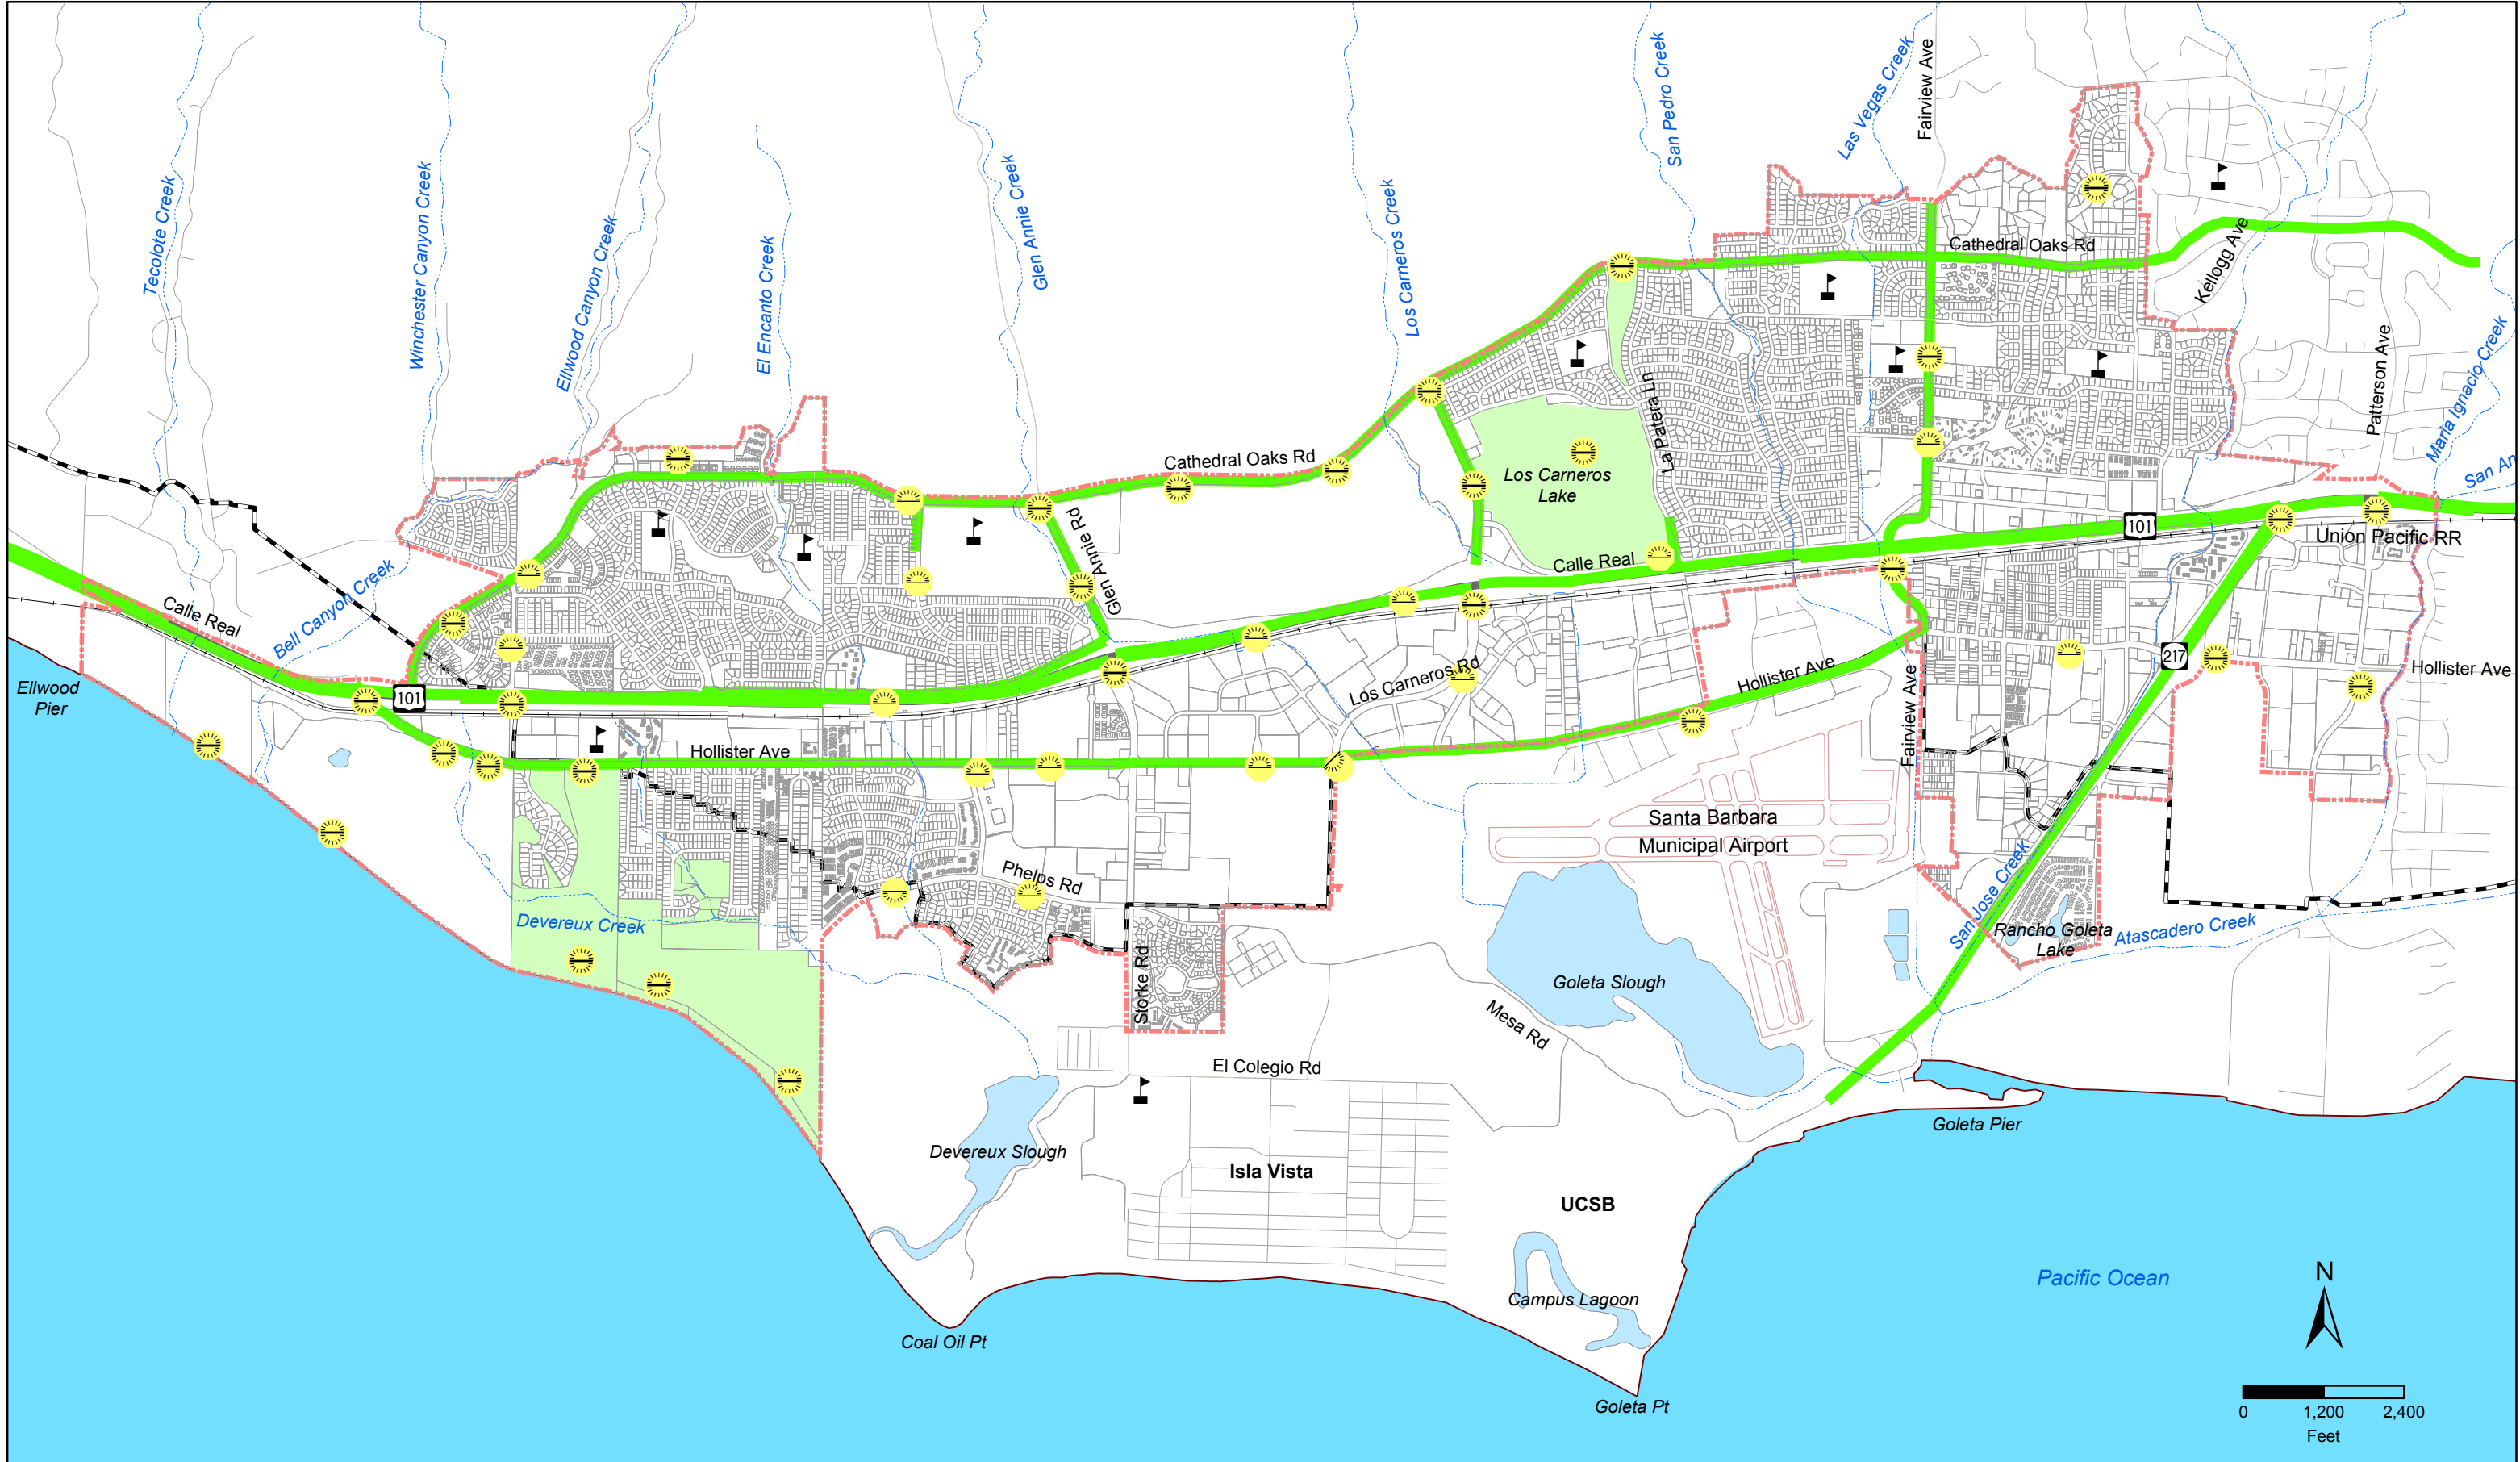 Tecolote Creek
Winchester Canyon Creek
Ellwood Canyon Creek
El Encanto Creek
Glen Annie Creek
Los Carneros Creek
San Pedro Creek
Las Vegas Creek
Fairview Ave
Cathedral Oaks Rd
Kellogg Ave
Patterson Ave
Maria Ignacio Creek
San An
La Patera Ln
Cathedral Oaks Rd
Los Carneros
Lake
Glen Annie Rd
101
Union Pacific RR
Calle Real
Calle Real
Bell Canyon Creek
217
Hollister Ave
Los Carneros Rd
Hollister Ave
Fairview Ave
Ellwood
Pier
101
Hollister Ave
Santa Barbara
Municipal Airport
Phelps Rd
Devereux Creek
Storke Rd
San Jose Creek
Rancho Goleta
Lake
Atascadero Creek
Goleta Slough
Mesa Rd
El Colegio Rd
Goleta Pier
Devereux Slough
Isla Vista
UCSB
Pacific Ocean
N
Campus Lagoon
Coal Oil Pt
Goleta Pt
0 1,200 2,400
Feet